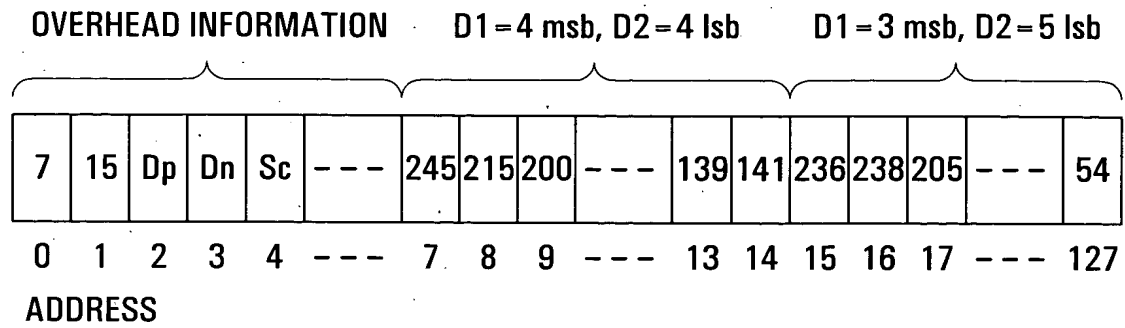 OVERHEAD INFORMATION D1=4 msb, D2=4 lsb D1=3 msb, D2=5 lsb
7 15 Dp Dn Sc --- 245 215 200 --- 139 141 236 238 205 --- 54
0 1 2 3 4 --- 7 8 9 --- 13 14 15 16 17 --- 127
ADDRESS